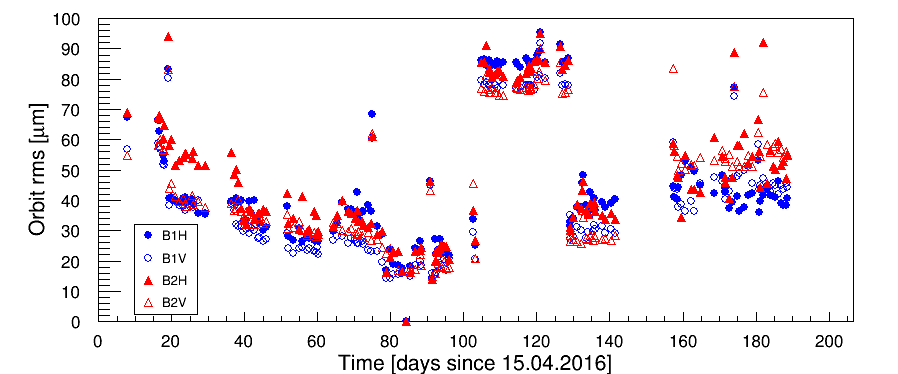 100
90
80
70
60
50
40
30
20
10
0
Orbit rms [μm]
B1H
B1V
B2H
B2V
0 20 40 60 80 100 120 140 160 180 200
Time [days since 15.04.2016]